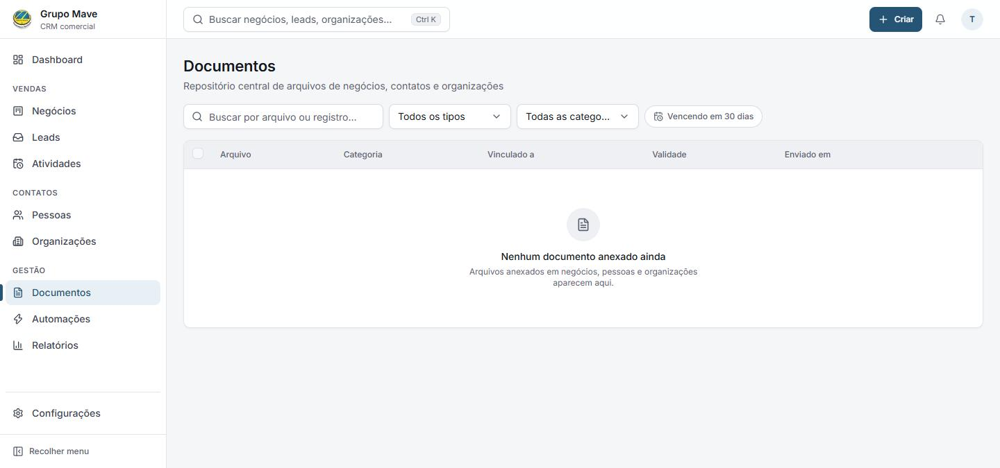 Grupo Mave
CRM comercial
Buscar negócios, leads, organizações...
Ctrl K
Criar
T
Dashboard
VENDAS
Negócios
Leads
Atividades
CONTATOS
Pessoas
Organizações
GESTÃO
Documentos
Automações
Relatórios
Configurações
Recolher menu
Documentos
Repositório central de arquivos de negócios, contatos e organizações
Buscar por arquivo ou registro...
Todos os tipos
Todas as catego...
Vencendo em 30 dias
Arquivo
Categoria
Vinculado a
Validade
Enviado em
Nenhum documento anexado ainda
Arquivos anexados em negócios, pessoas e organizações
aparecem aqui.